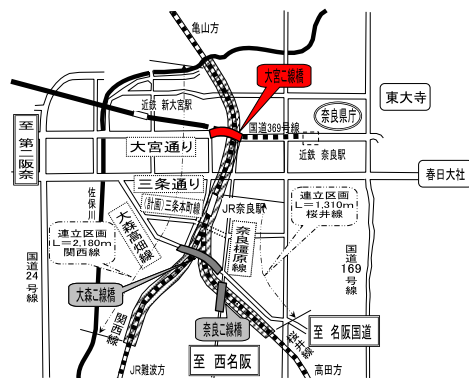 亀山方
大宮こ線橋
近鉄 新大宮駅
東大寺
奈良県庁
国道369号線
至 第二阪奈
大宮通り
近鉄 奈良駅
三条通り
春日大社
(計画)三条本町線
佐保川
JR奈良駅
連立区画
L=1,310m
桜井線
連立区画
L=2,180m
関西線
大森高畑線
奈良橿原線
国道24号線
国道169号線
大森こ線橋
関西線
奈良こ線橋
桜井線
至 名阪国道
至 西名阪
JR難波方
高田方